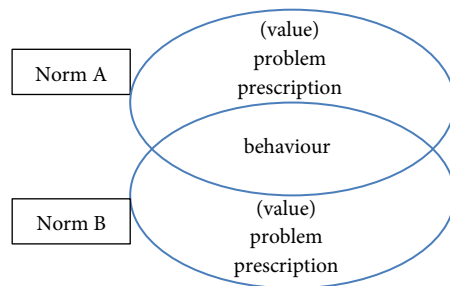 (value)
problem
Norm A
prescription
behaviour
(value)
Norm B
problem
prescription